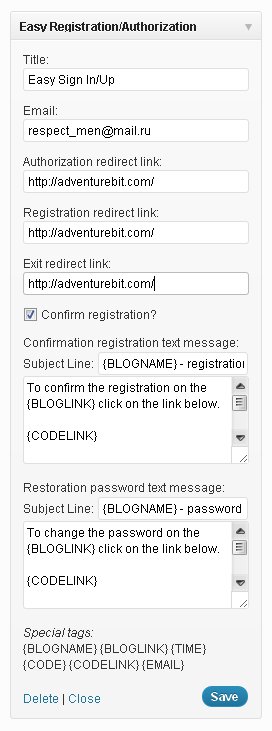 Easy Registration/Authorization
Title:
Easy Sign In/Up
Email:
respect_men@mail.ru
Authorization redirect link:
http://adventurebit.com/
Registration redirect link:
http://adventurebit.com/
Exit redirect link:
http://adventurebit.com/
Confirm registration?
Confirmation registration text message:
Subject Line: {BLOGNAME} - registration
To confirm the registration on the
{BLOGLINK} click on the link below.
{CODELINK}
Restoration password text message:
Subject Line: {BLOGNAME} - password
To change the password on the
{BLOGLINK} click on the link below.
{CODELINK}
Special tags:
{BLOGNAME} {BLOGLINK} {TIME}
{CODE} {CODELINK} {EMAIL}
Delete | Close Save